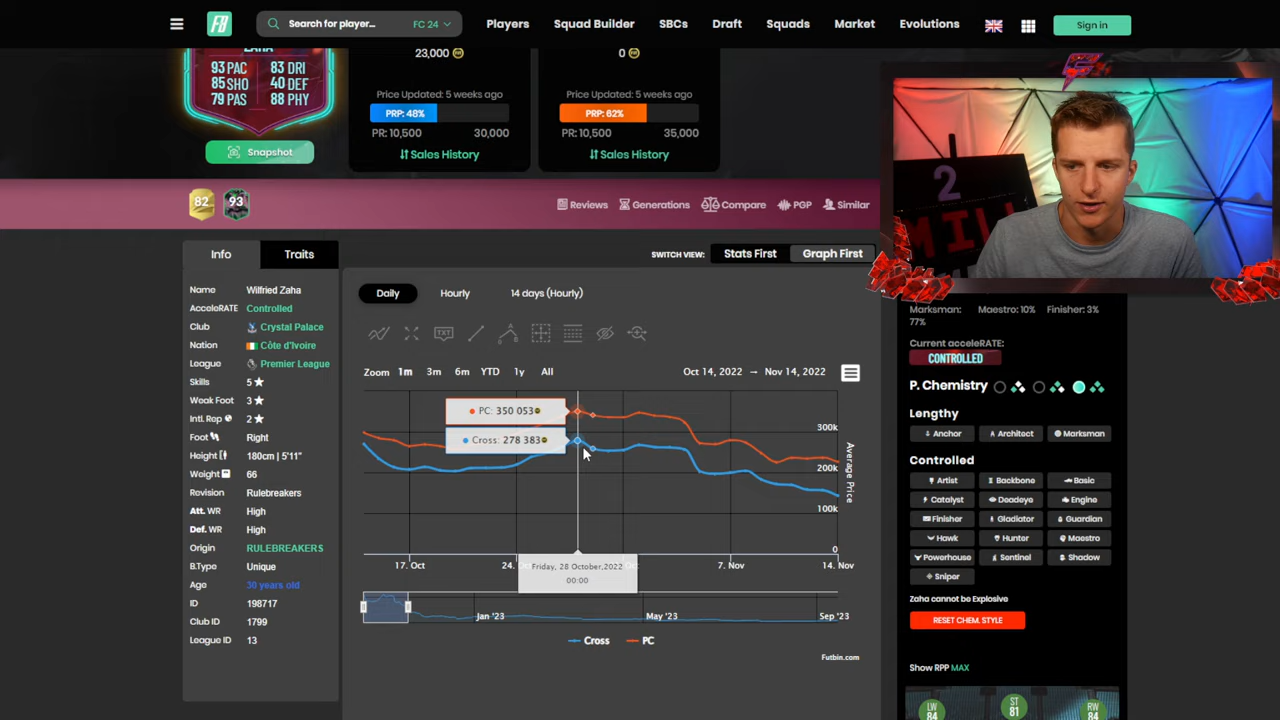 FB
Search for player...
FC 24
Players
Squad Builder
SBCs
Draft
Squads
Market
Evolutions
Sign in
ZAHA
93 PAC 83 DRI
85 SHO 40 DEF
79 PAS 88 PHY
Snapshot
23,000
Price Updated: 5 weeks ago
PRP: 48%
PR: 10,500 30,000
Sales History
0
Price Updated: 5 weeks ago
PRP: 62%
PR: 10,500 35,000
Sales History
2
MILL
82
93
Reviews
Generations
Compare
PGP
Similar
Info
Traits
SWITCH VIEW:
Stats First
Graph First
Name Wilfried Zaha
AcceleRATE Controlled
Club Crystal Palace
Nation Côte d'Ivoire
League Premier League
Skills 5
Weak Foot 3
Intl.Rep 2
Foot Right
Height 180cm | 5'11"
Weight 66
Revision Rulebreakers
Att. WR High
Def. WR High
Origin RULEBREAKERS
B.Type Unique
Age 30 years old
ID 198717
Club ID 1799
League ID 13
Daily
Hourly
14 days (Hourly)
TXT
Zoom 1m 3m 6m YTD 1y All
Oct 14, 2022 → Nov 14, 2022
PC: 350 053
Cross: 278 383
300k
200k
100k
0
Average Price
17. Oct
24.
7. Nov
14. Nov
Friday, 28 October,2022
00:00
Jan '23
May '23
Sep '23
Cross
PC
Futbin.com
Marksman: 77%
Maestro: 10%
Finisher: 3%
Current acceleRATE:
CONTROLLED
P. Chemistry
Lengthy
Anchor
Architect
Marksman
Controlled
Artist
Backbone
Basic
Catalyst
Deadeye
Engine
Finisher
Gladiator
Guardian
Hawk
Hunter
Maestro
Powerhouse
Sentinel
Shadow
Sniper
Zaha cannot be Explosive
RESET CHEM. STYLE
Show RPP MAX
LW
84
ST
81
RW
84